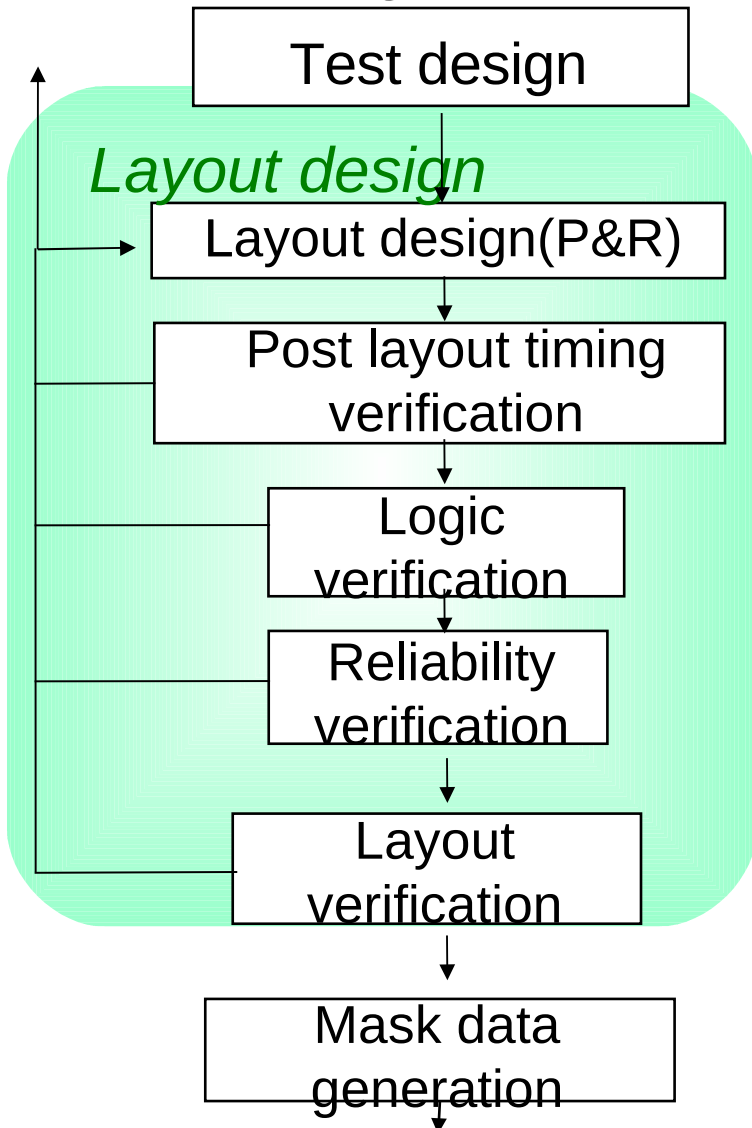 Test design
Layout design
Layout design(P&R)
Post layout timing
verification
Logic
verification
Reliability
verification
Layout
verification
Mask data
generation